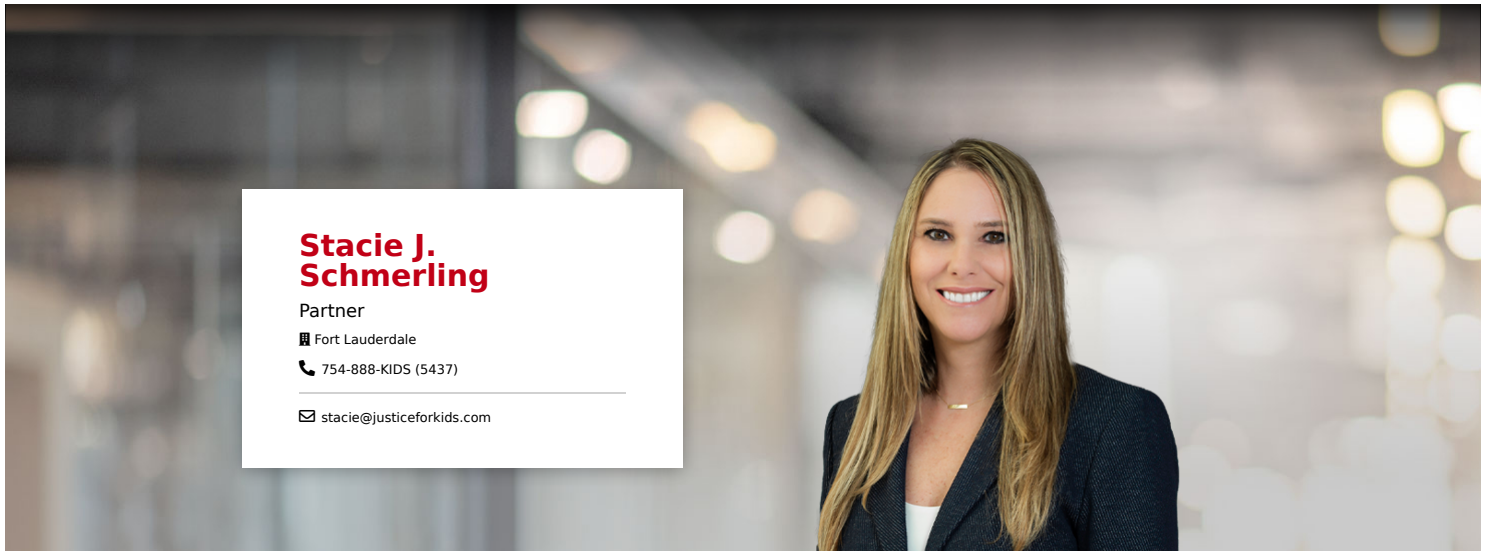 Stacie J.
Schmerling
Partner
Fort Lauderdale
754-888-KIDS (5437)
stacie@justiceforkids.com